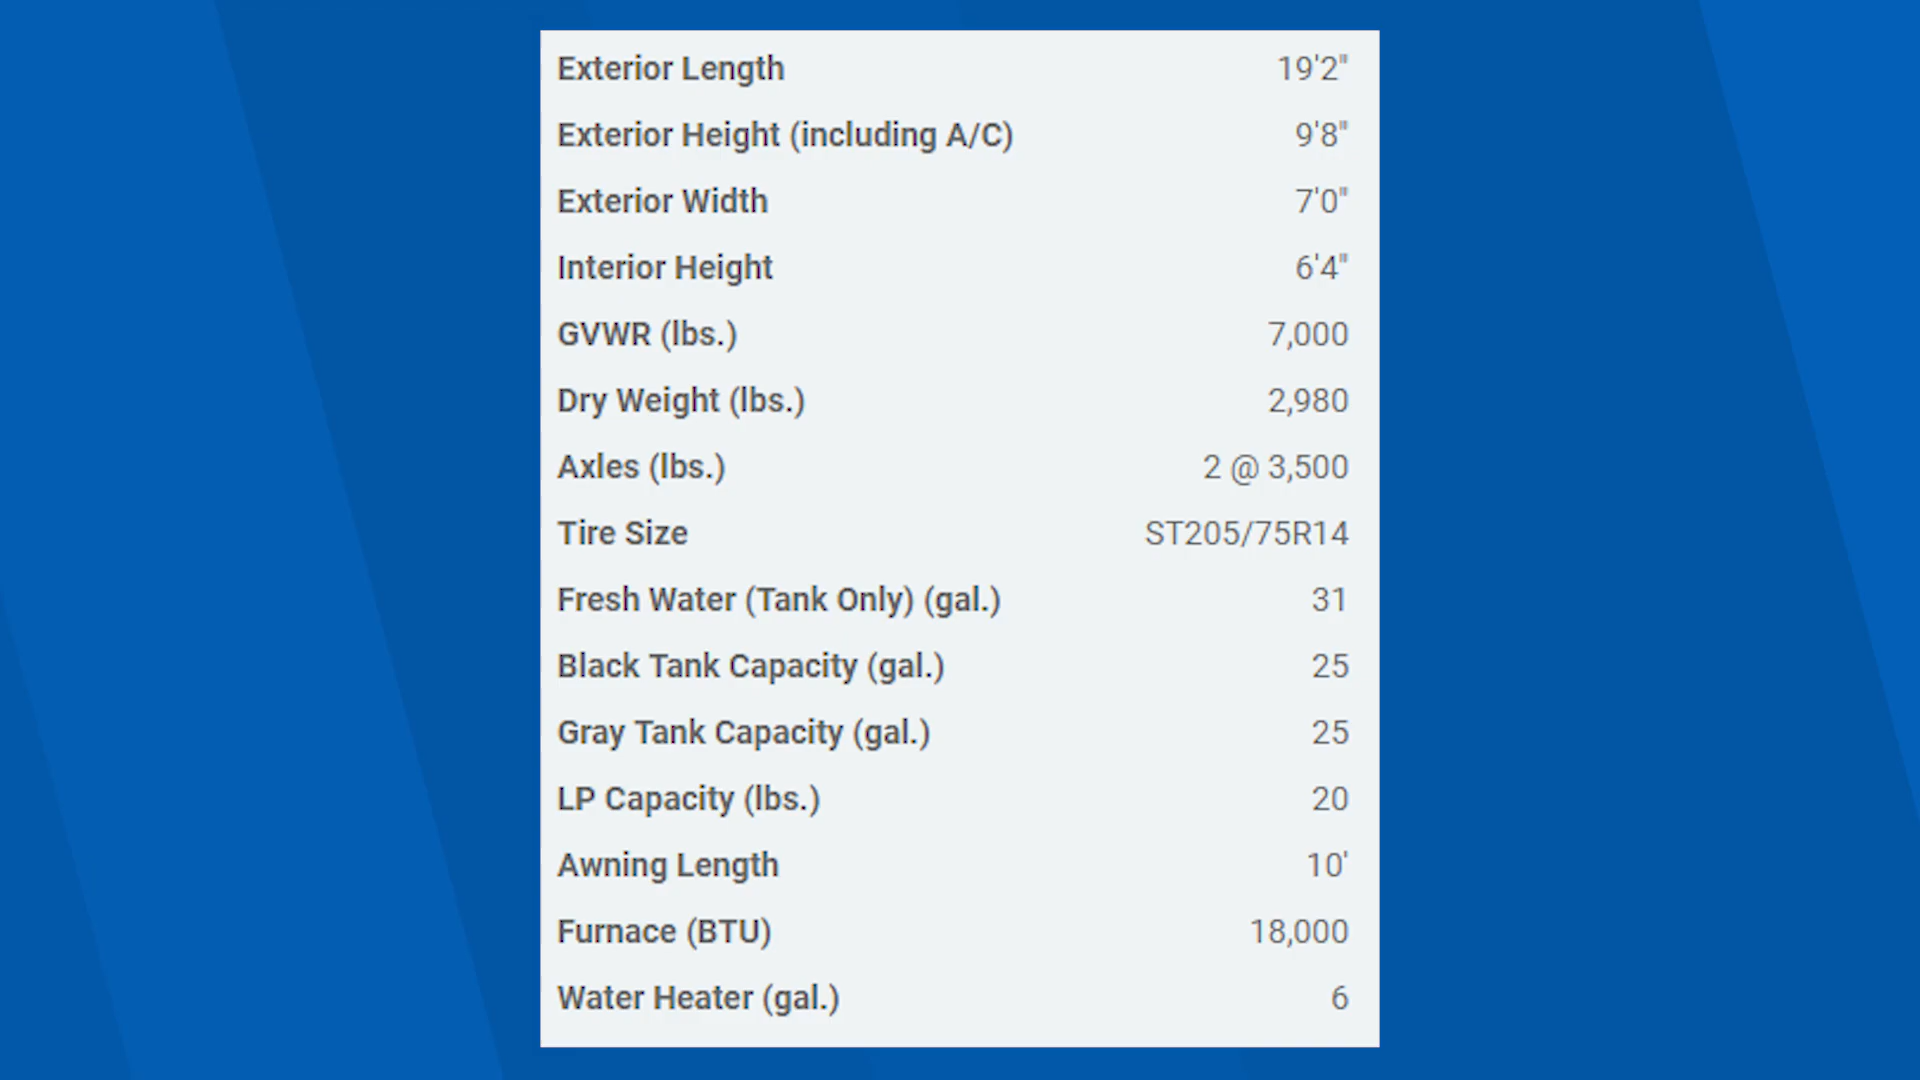 Exterior Length 19'2"
Exterior Height (including A/C) 9'8"
Exterior Width 7'0"
Interior Height 6'4"
GVWR (lbs.) 7,000
Dry Weight (lbs.) 2,980
Axles (lbs.) 2 @ 3,500
Tire Size ST205/75R14
Fresh Water (Tank Only) (gal.) 31
Black Tank Capacity (gal.) 25
Gray Tank Capacity (gal.) 25
LP Capacity (lbs.) 20
Awning Length 10'
Furnace (BTU) 18,000
Water Heater (gal.) 6